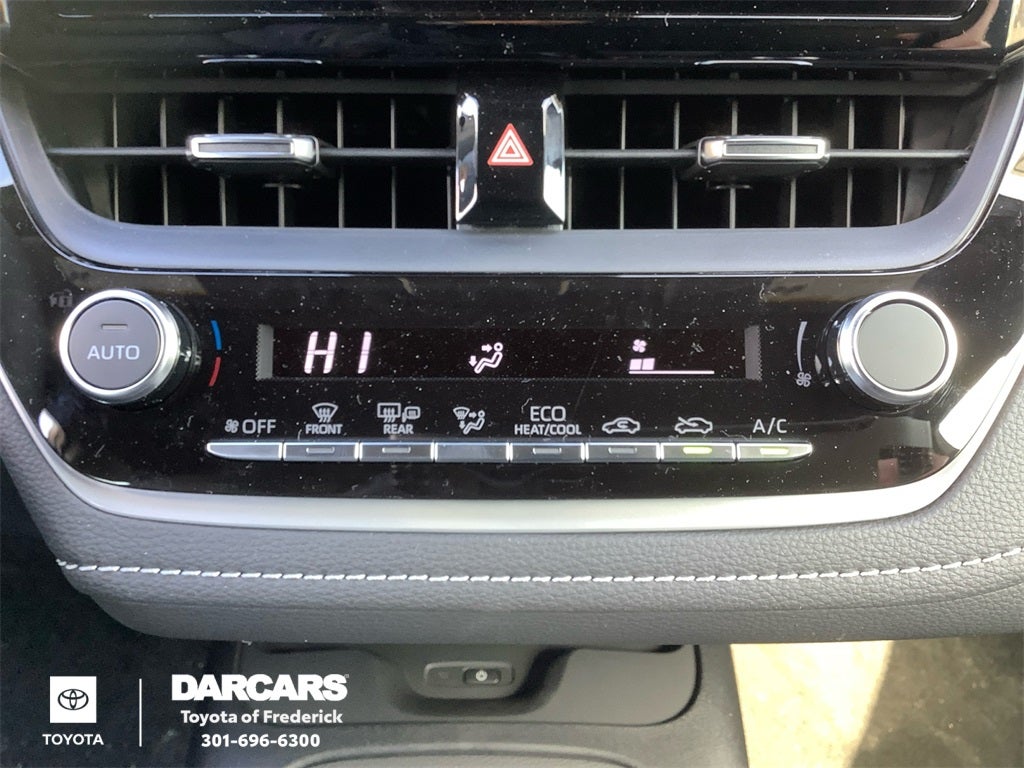 AUTO
HI
OFF
FRONT
REAR
ECO
HEAT/COOL
A/C
TOYOTA
DARCARS
Toyota of Frederick
301-696-6300